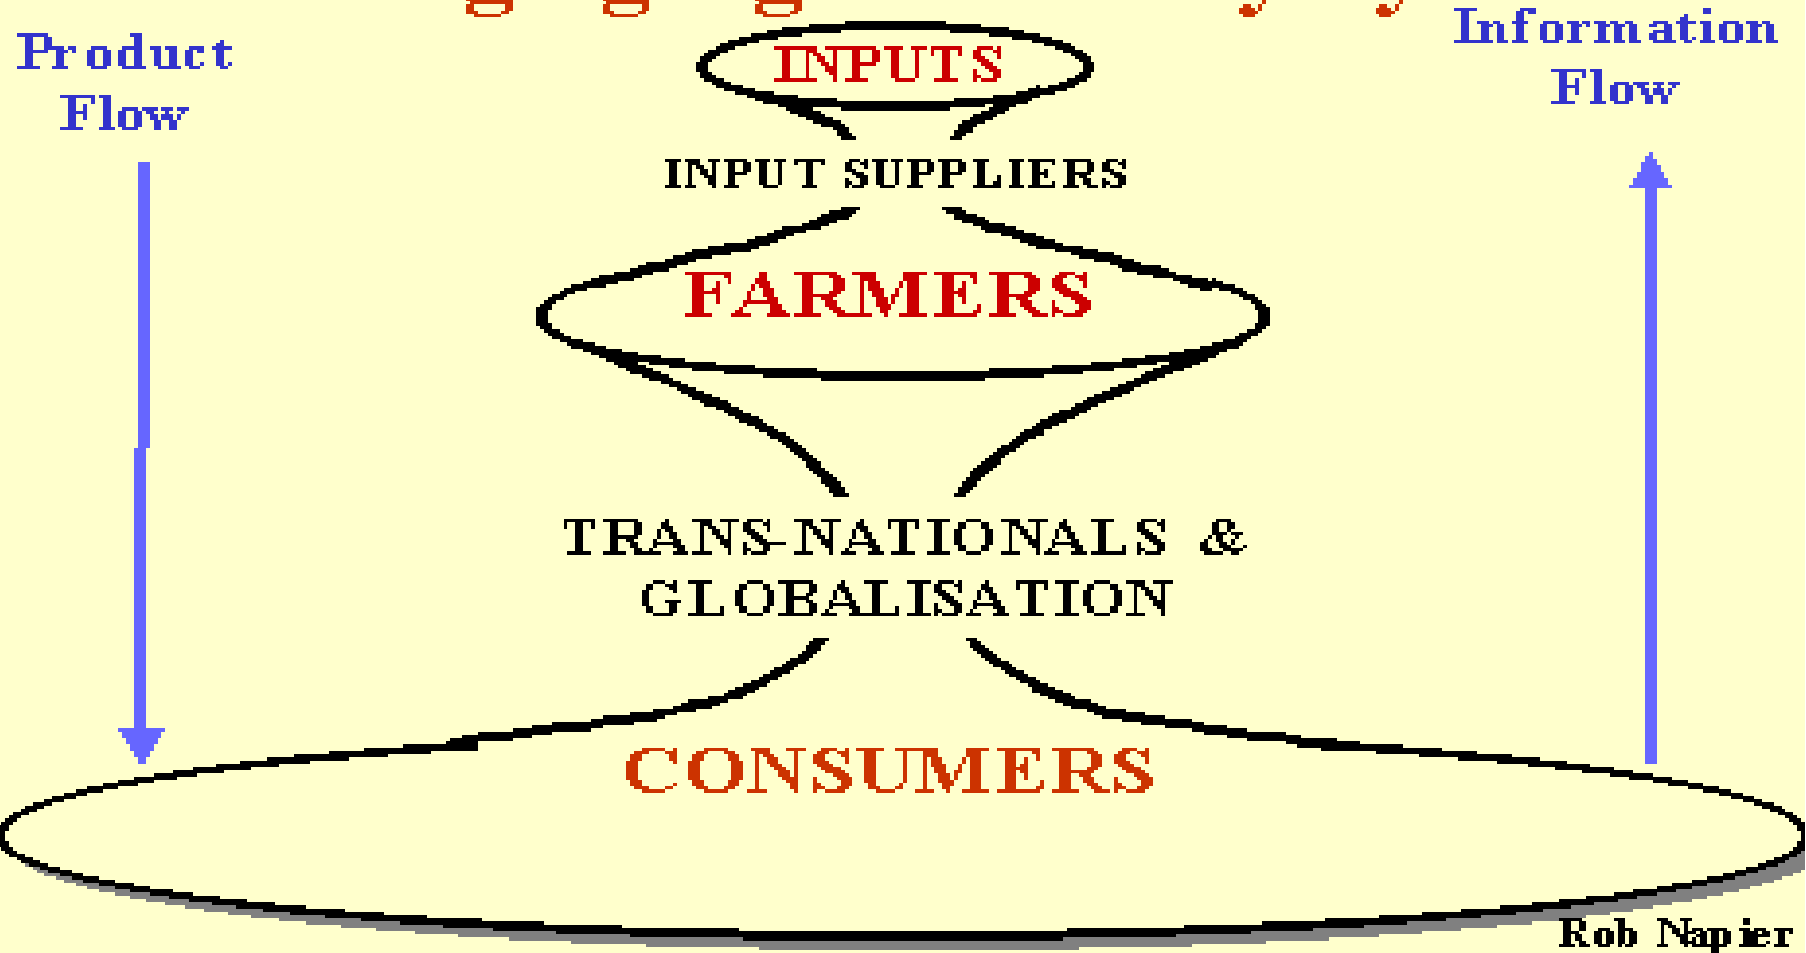 Product
Flow
Information
Flow
INPUTS
INPUT SUPPLIERS
FARMERS
TRANS-NATIONALS &
GLOBALISATION
CONSUMERS
Rob Napier